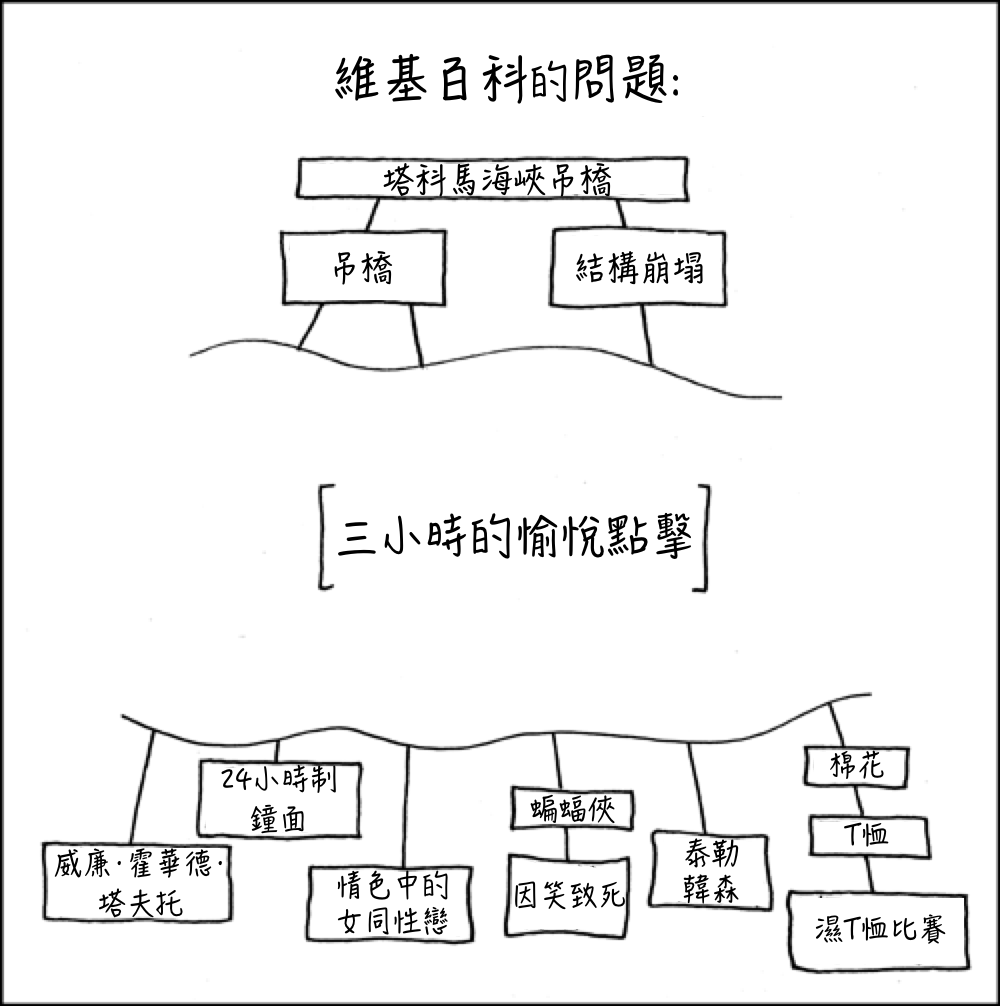 維基百科的問題:
塔科馬海峽吊橋
吊橋
結構崩塌
[三小時的愉悅點擊]
威廉·霍華德·
塔夫托
24小時制
鐘面
情色中的
女同性戀
蝙蝠俠
因笑致死
泰勒
韓森
棉花
T恤
濕T恤比賽